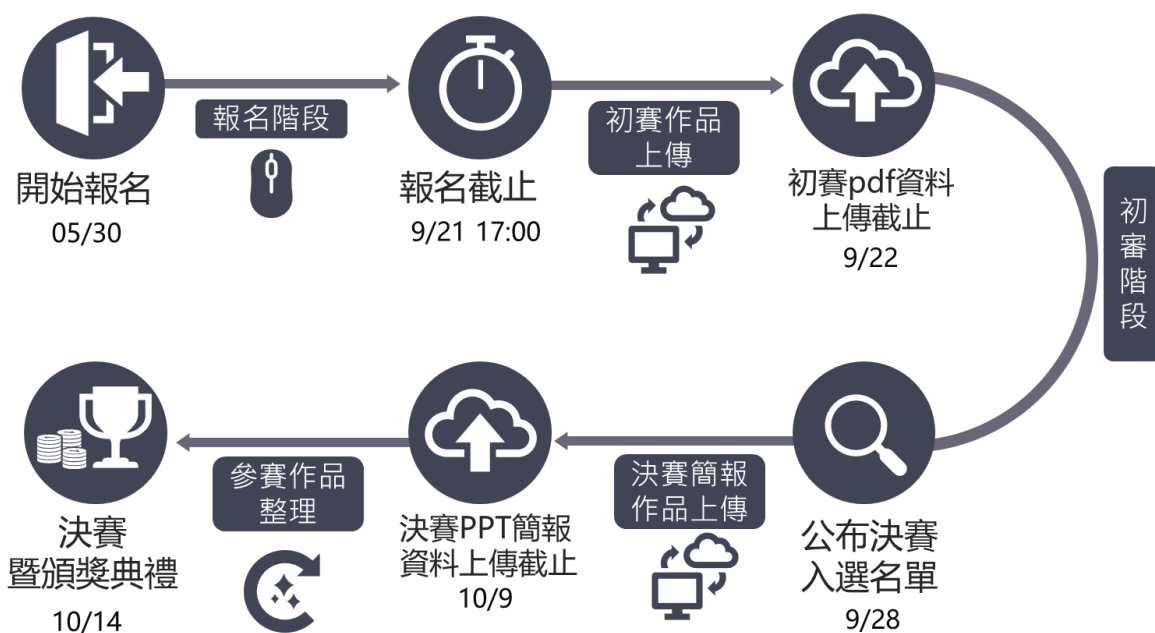 開始報名
05/30
報名階段
報名截止
9/21 17:00
初賽作品
上傳
初賽pdf資料
上傳截止
9/22
初審階段
公布決賽
入選名單
9/28
決賽簡報
作品上傳
決賽PPT簡報
資料上傳截止
10/9
參賽作品
整理
決賽
暨頒獎典禮
10/14